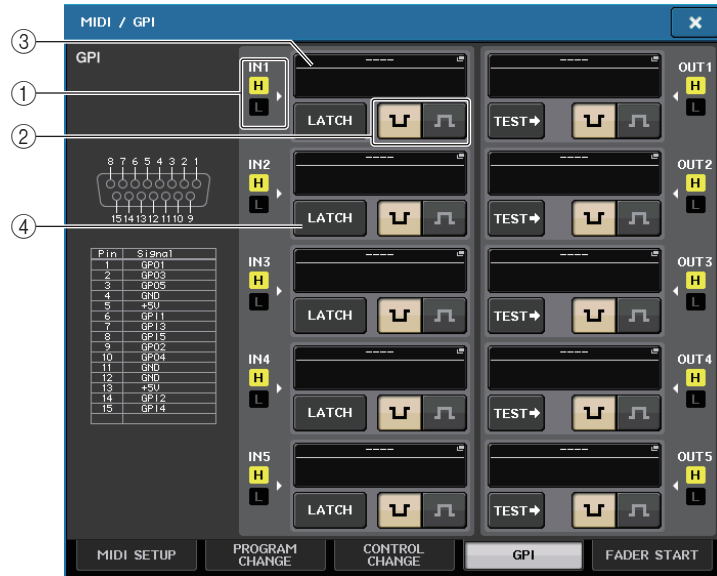 MIDI / GPI
GPI
①
②
③
④
8 7 6 5 4 3 2 1
15 14 13 12 11 10 9
Pin Signal
1 GPO1
2 GPO3
3 GPO5
4 GND
5 +5V
6 GPI1
7 GPI3
8 GPI5
9 GPO2
10 GPO4
11 GND
12 GND
13 +5V
14 GPI2
15 GPI4
IN1
H
L
----
LATCH
IN2
H
L
----
LATCH
IN3
H
L
----
LATCH
IN4
H
L
----
LATCH
IN5
H
L
----
LATCH
----
TEST→
OUT1
H
L
----
TEST→
OUT2
H
L
----
TEST→
OUT3
H
L
----
TEST→
OUT4
H
L
----
TEST→
OUT5
H
L
MIDI SETUP
PROGRAM
CHANGE
CONTROL
CHANGE
GPI
FADER START